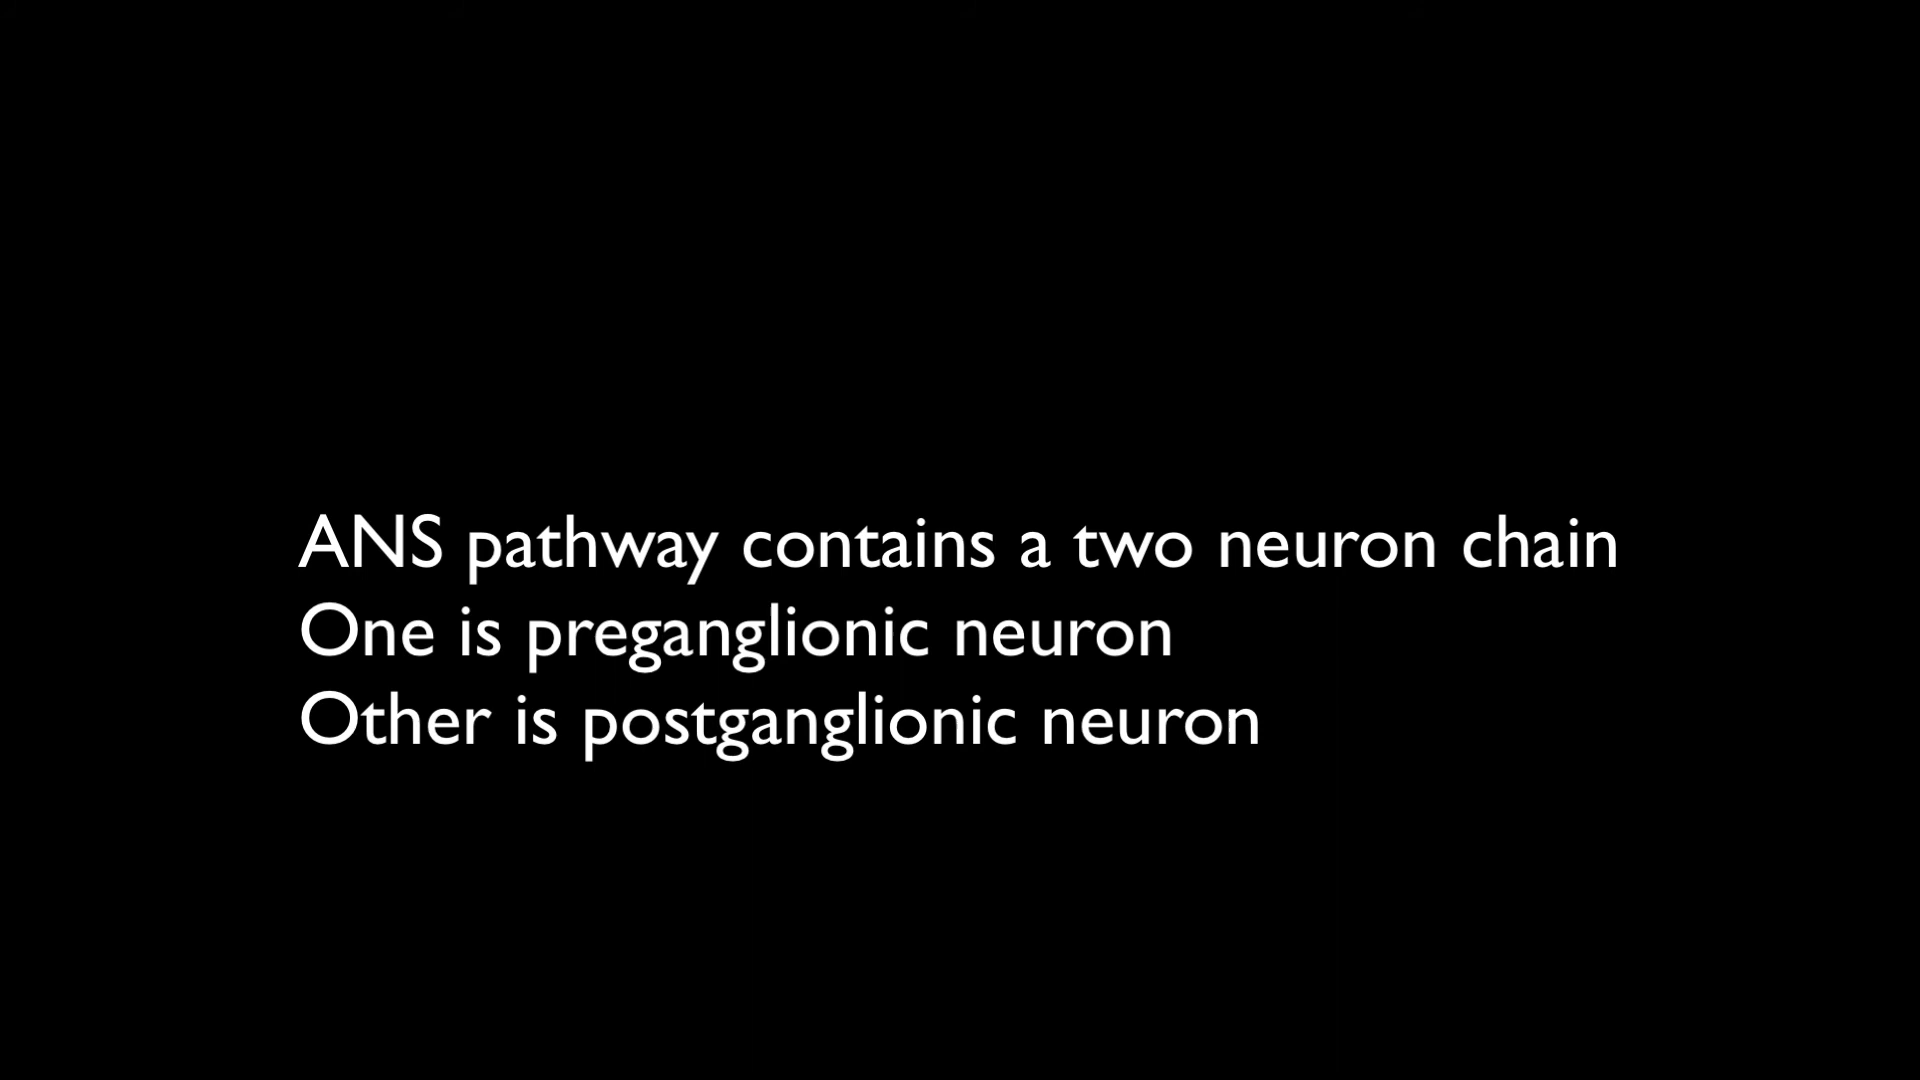 ANS pathway contains a two neuron chain
One is preganglionic neuron
Other is postganglionic neuron